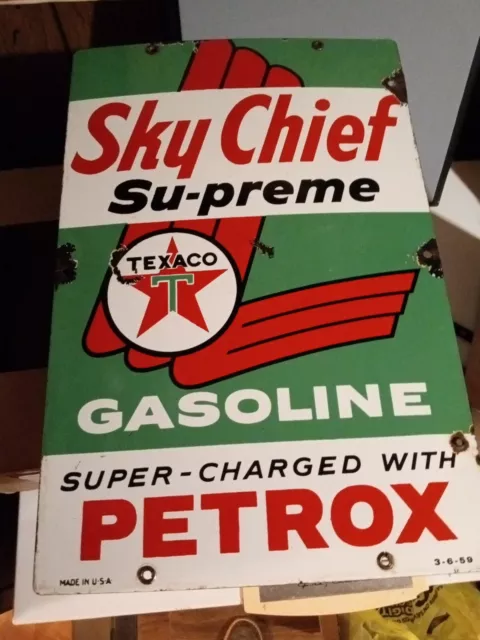 Sky Chief
Su-preme
TEXACO
T
GASOLINE
SUPER-CHARGED WITH
PETROX
MADE IN U·S·A
3-6-59